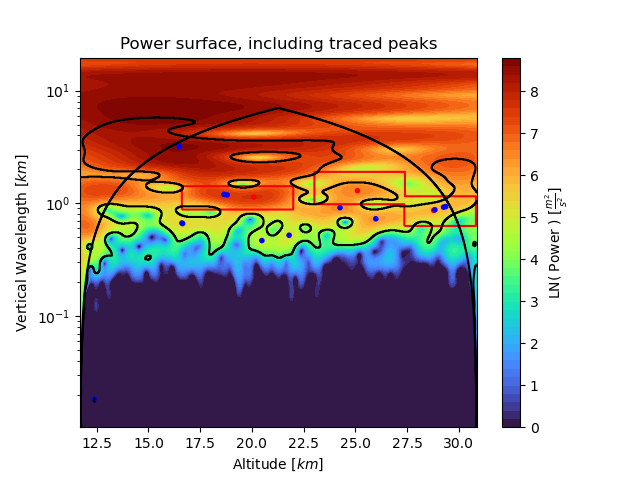 Power surface, including traced peaks
10¹
10⁰
10⁻¹
Vertical Wavelength [km]
12.5 15.0 17.5 20.0 22.5 25.0 27.5 30.0
Altitude [km]
8
7
6
5
4
3
2
1
0
LN( Power ) [m²/s²]